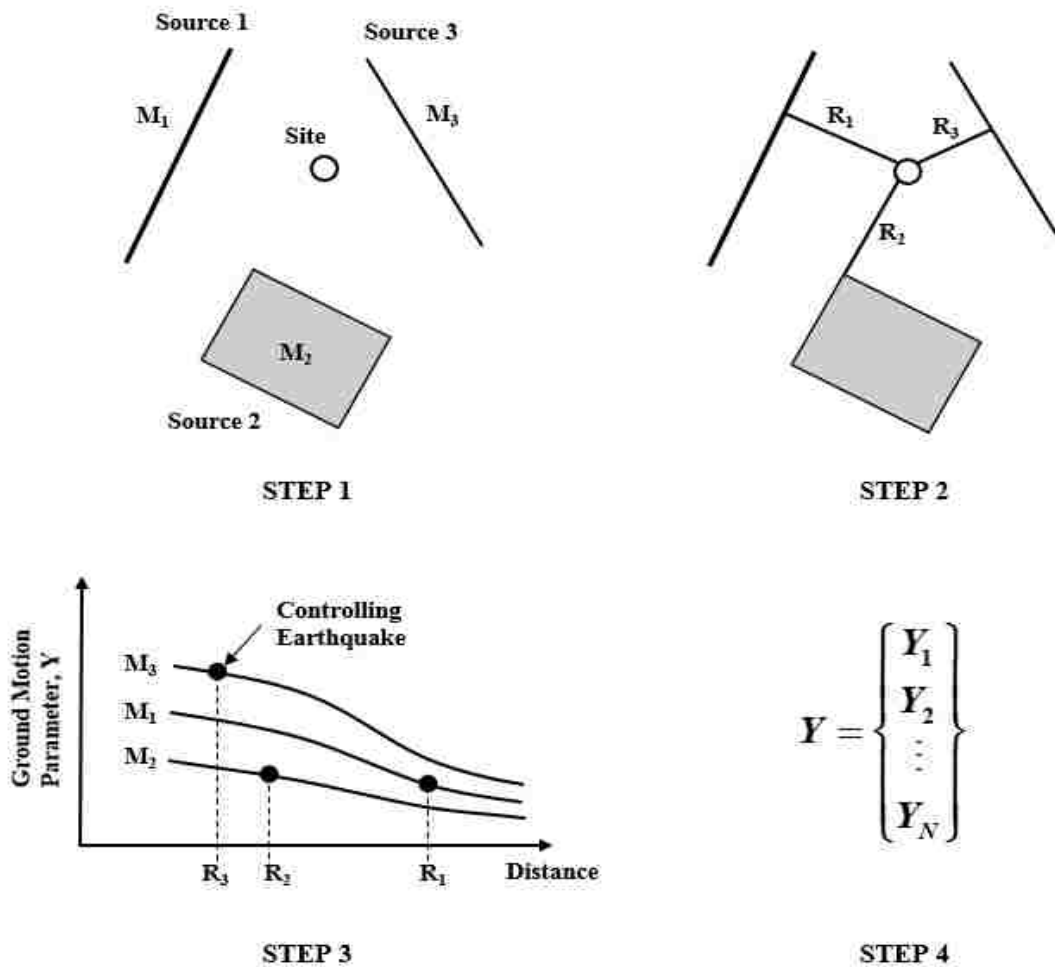 Source 1
Source 3
M₁
M₃
Site
M₂
Source 2
STEP 1
R₁
R₃
R₂
STEP 2
Ground Motion
Parameter, Y
Controlling
Earthquake
M₃
M₁
M₂
R₃
R₂
R₁
Distance
STEP 3
Y = {Y₁
Y₂
⋮
Y_N}
STEP 4